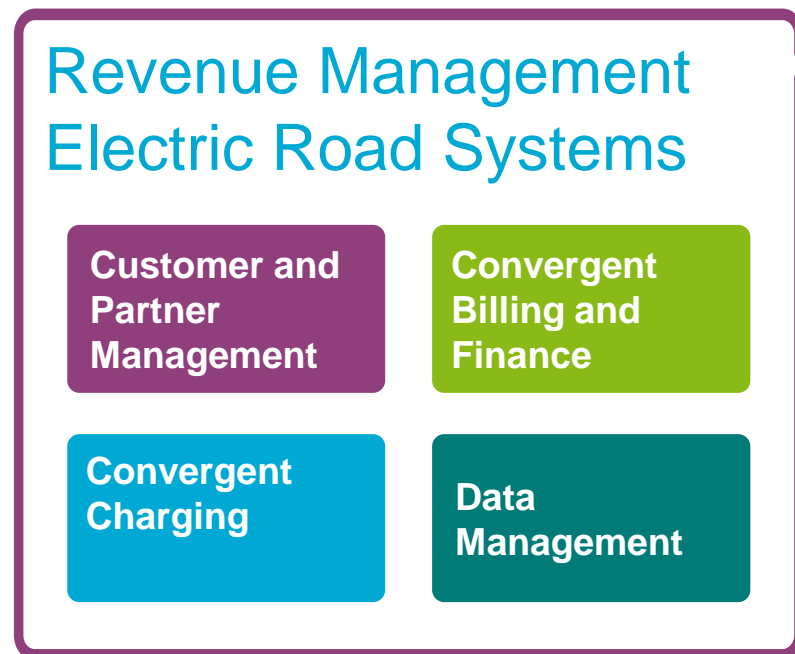 Revenue Management
Electric Road Systems
Customer and
Partner
Management
Convergent
Billing and
Finance
Convergent
Charging
Data
Management